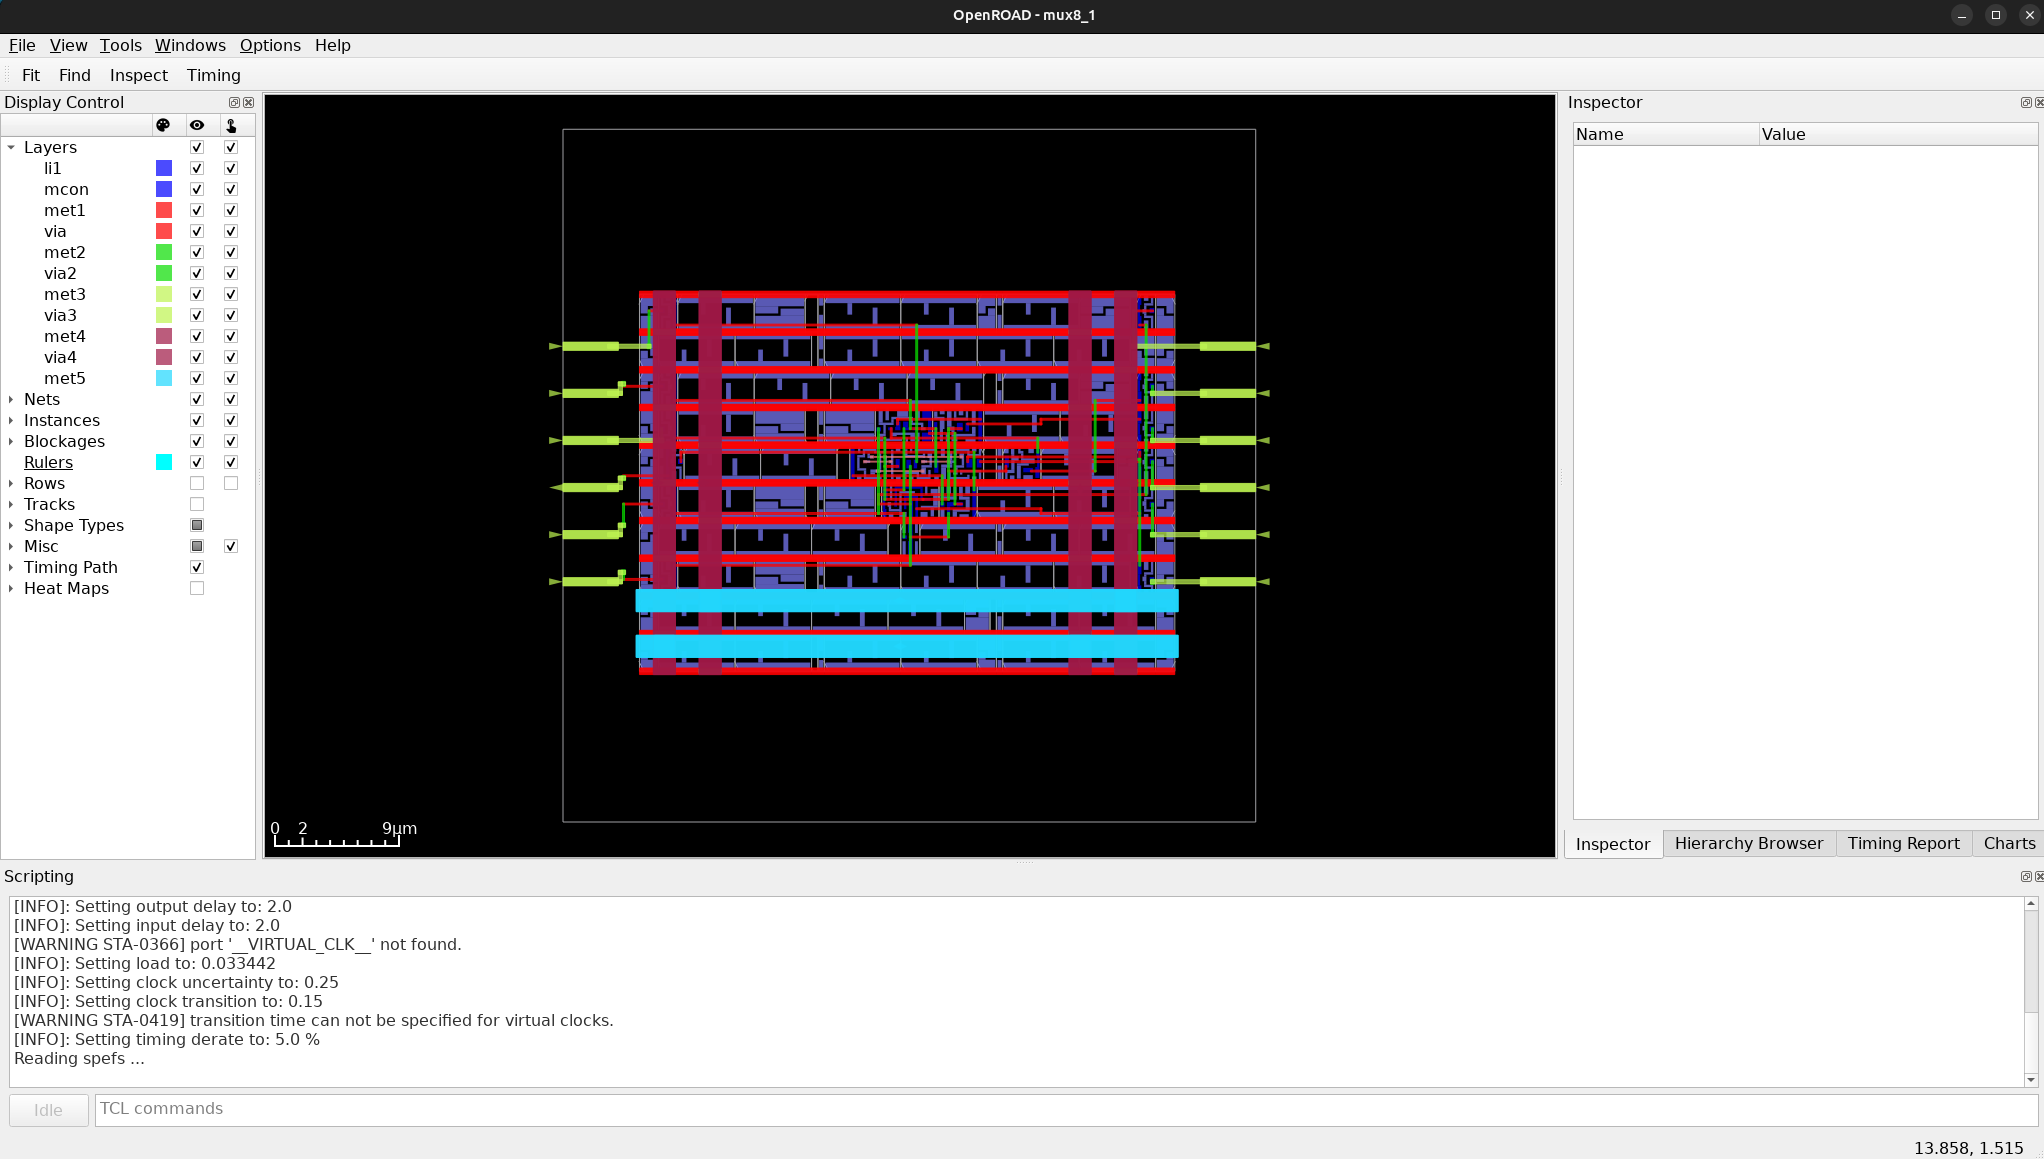 OpenROAD - mux8_1
File View Tools Windows Options Help
Fit Find Inspect Timing
Display Control
Layers
li1
mcon
met1
via
met2
via2
met3
via3
met4
via4
met5
Nets
Instances
Blockages
Rulers
Rows
Tracks
Shape Types
Misc
Timing Path
Heat Maps
0 2 9μm
Inspector
Name Value
Inspector Hierarchy Browser Timing Report Charts
Scripting
[INFO]: Setting output delay to: 2.0
[INFO]: Setting input delay to: 2.0
[WARNING STA-0366] port '__VIRTUAL_CLK__' not found.
[INFO]: Setting load to: 0.033442
[INFO]: Setting clock uncertainty to: 0.25
[INFO]: Setting clock transition to: 0.15
[WARNING STA-0419] transition time can not be specified for virtual clocks.
[INFO]: Setting timing derate to: 5.0 %
Reading spefs ...
Idle TCL commands
13.858, 1.515